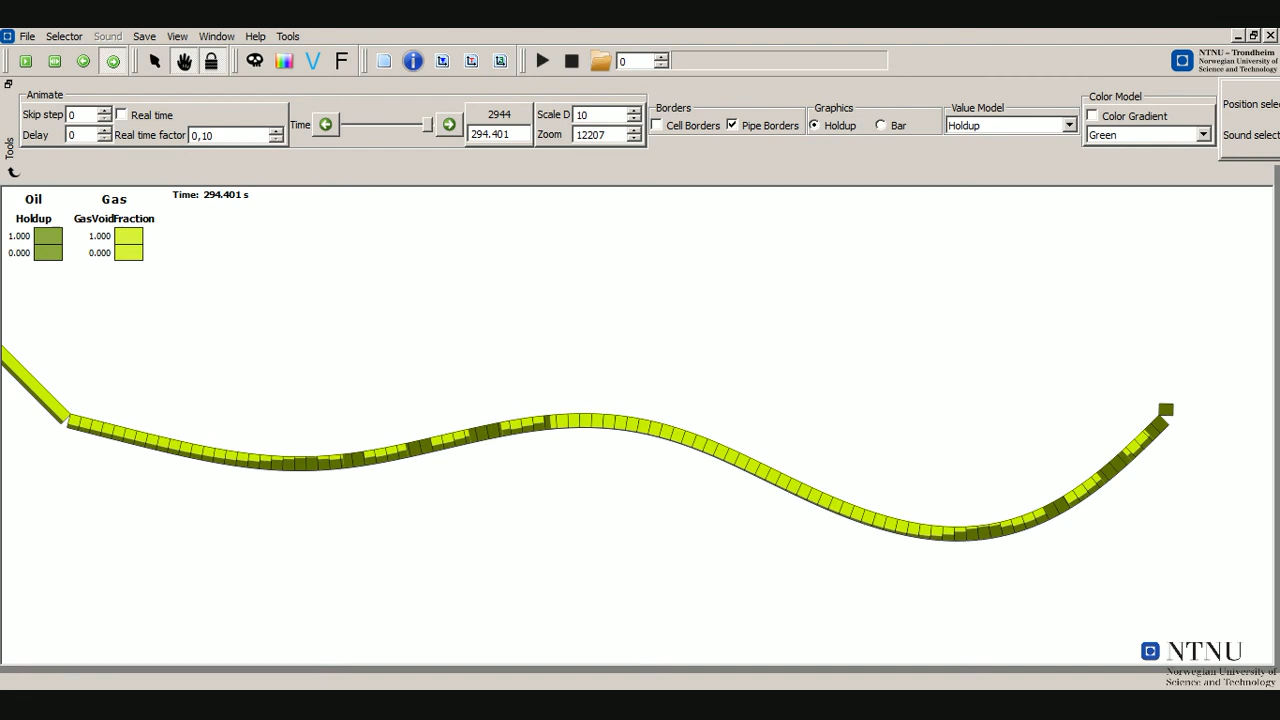 File Selector Sound Save View Window Help Tools
V F 0
NTNU – Trondheim
Norwegian University of
Science and Technology
Tools
Animate
Skip step 0 Real time
Delay 0 Real time factor 0,10
Time
2944
294.401
Scale D 10
Zoom 12207
Borders
Cell Borders Pipe Borders
Graphics
Holdup Bar
Value Model
Holdup
Color Model
Color Gradient
Green
Position selec
Sound select
Oil Gas Time: 294.401 s
Holdup GasVoidFraction
1.000 1.000
0.000 0.000
NTNU
Norwegian University of
Science and Technology